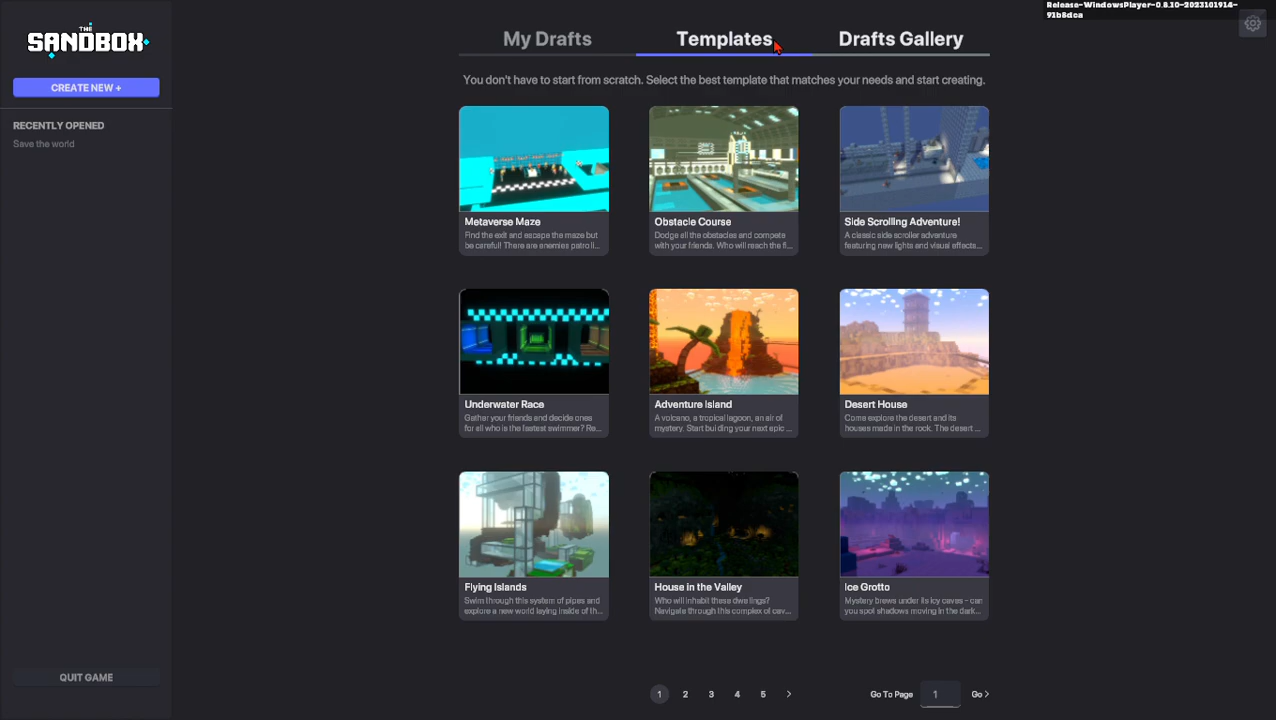 Release-WindowsPlayer-0.8.10-2023101914-
91b8dca
THE
SANDBOX
CREATE NEW +
RECENTLY OPENED
Save the world
QUIT GAME
My Drafts
Templates
Drafts Gallery
You don't have to start from scratch. Select the best template that matches your needs and start creating.
Metaverse Maze
Find the exit and escape the maze but
be careful! There are enemies patro li...
Obstacle Course
Dodge all the obstacles and compete
with your friends. Who will reach the fi...
Side Scrolling Adventure!
A classic side scroller adventure
featuring new lights and visual effects...
Underwater Race
Gather your friends and decide once
for all who is the fastest swimmer? Re...
Adventure Island
A volcano, a tropical lagoon, an air of
mystery. Start building your next epic ...
Desert House
Come explore the desert and its
houses made in the rock. The desert ...
Flying Islands
Swim through this system of pipes and
explore a new world laying inside of th...
House in the Valley
Who will inhabit these dwellings?
Navigate through this complex of cav...
Ice Grotto
Mystery brews under its icy caves – can
you spot shadows moving in the dark...
1 2 3 4 5 >
Go To Page 1 Go >